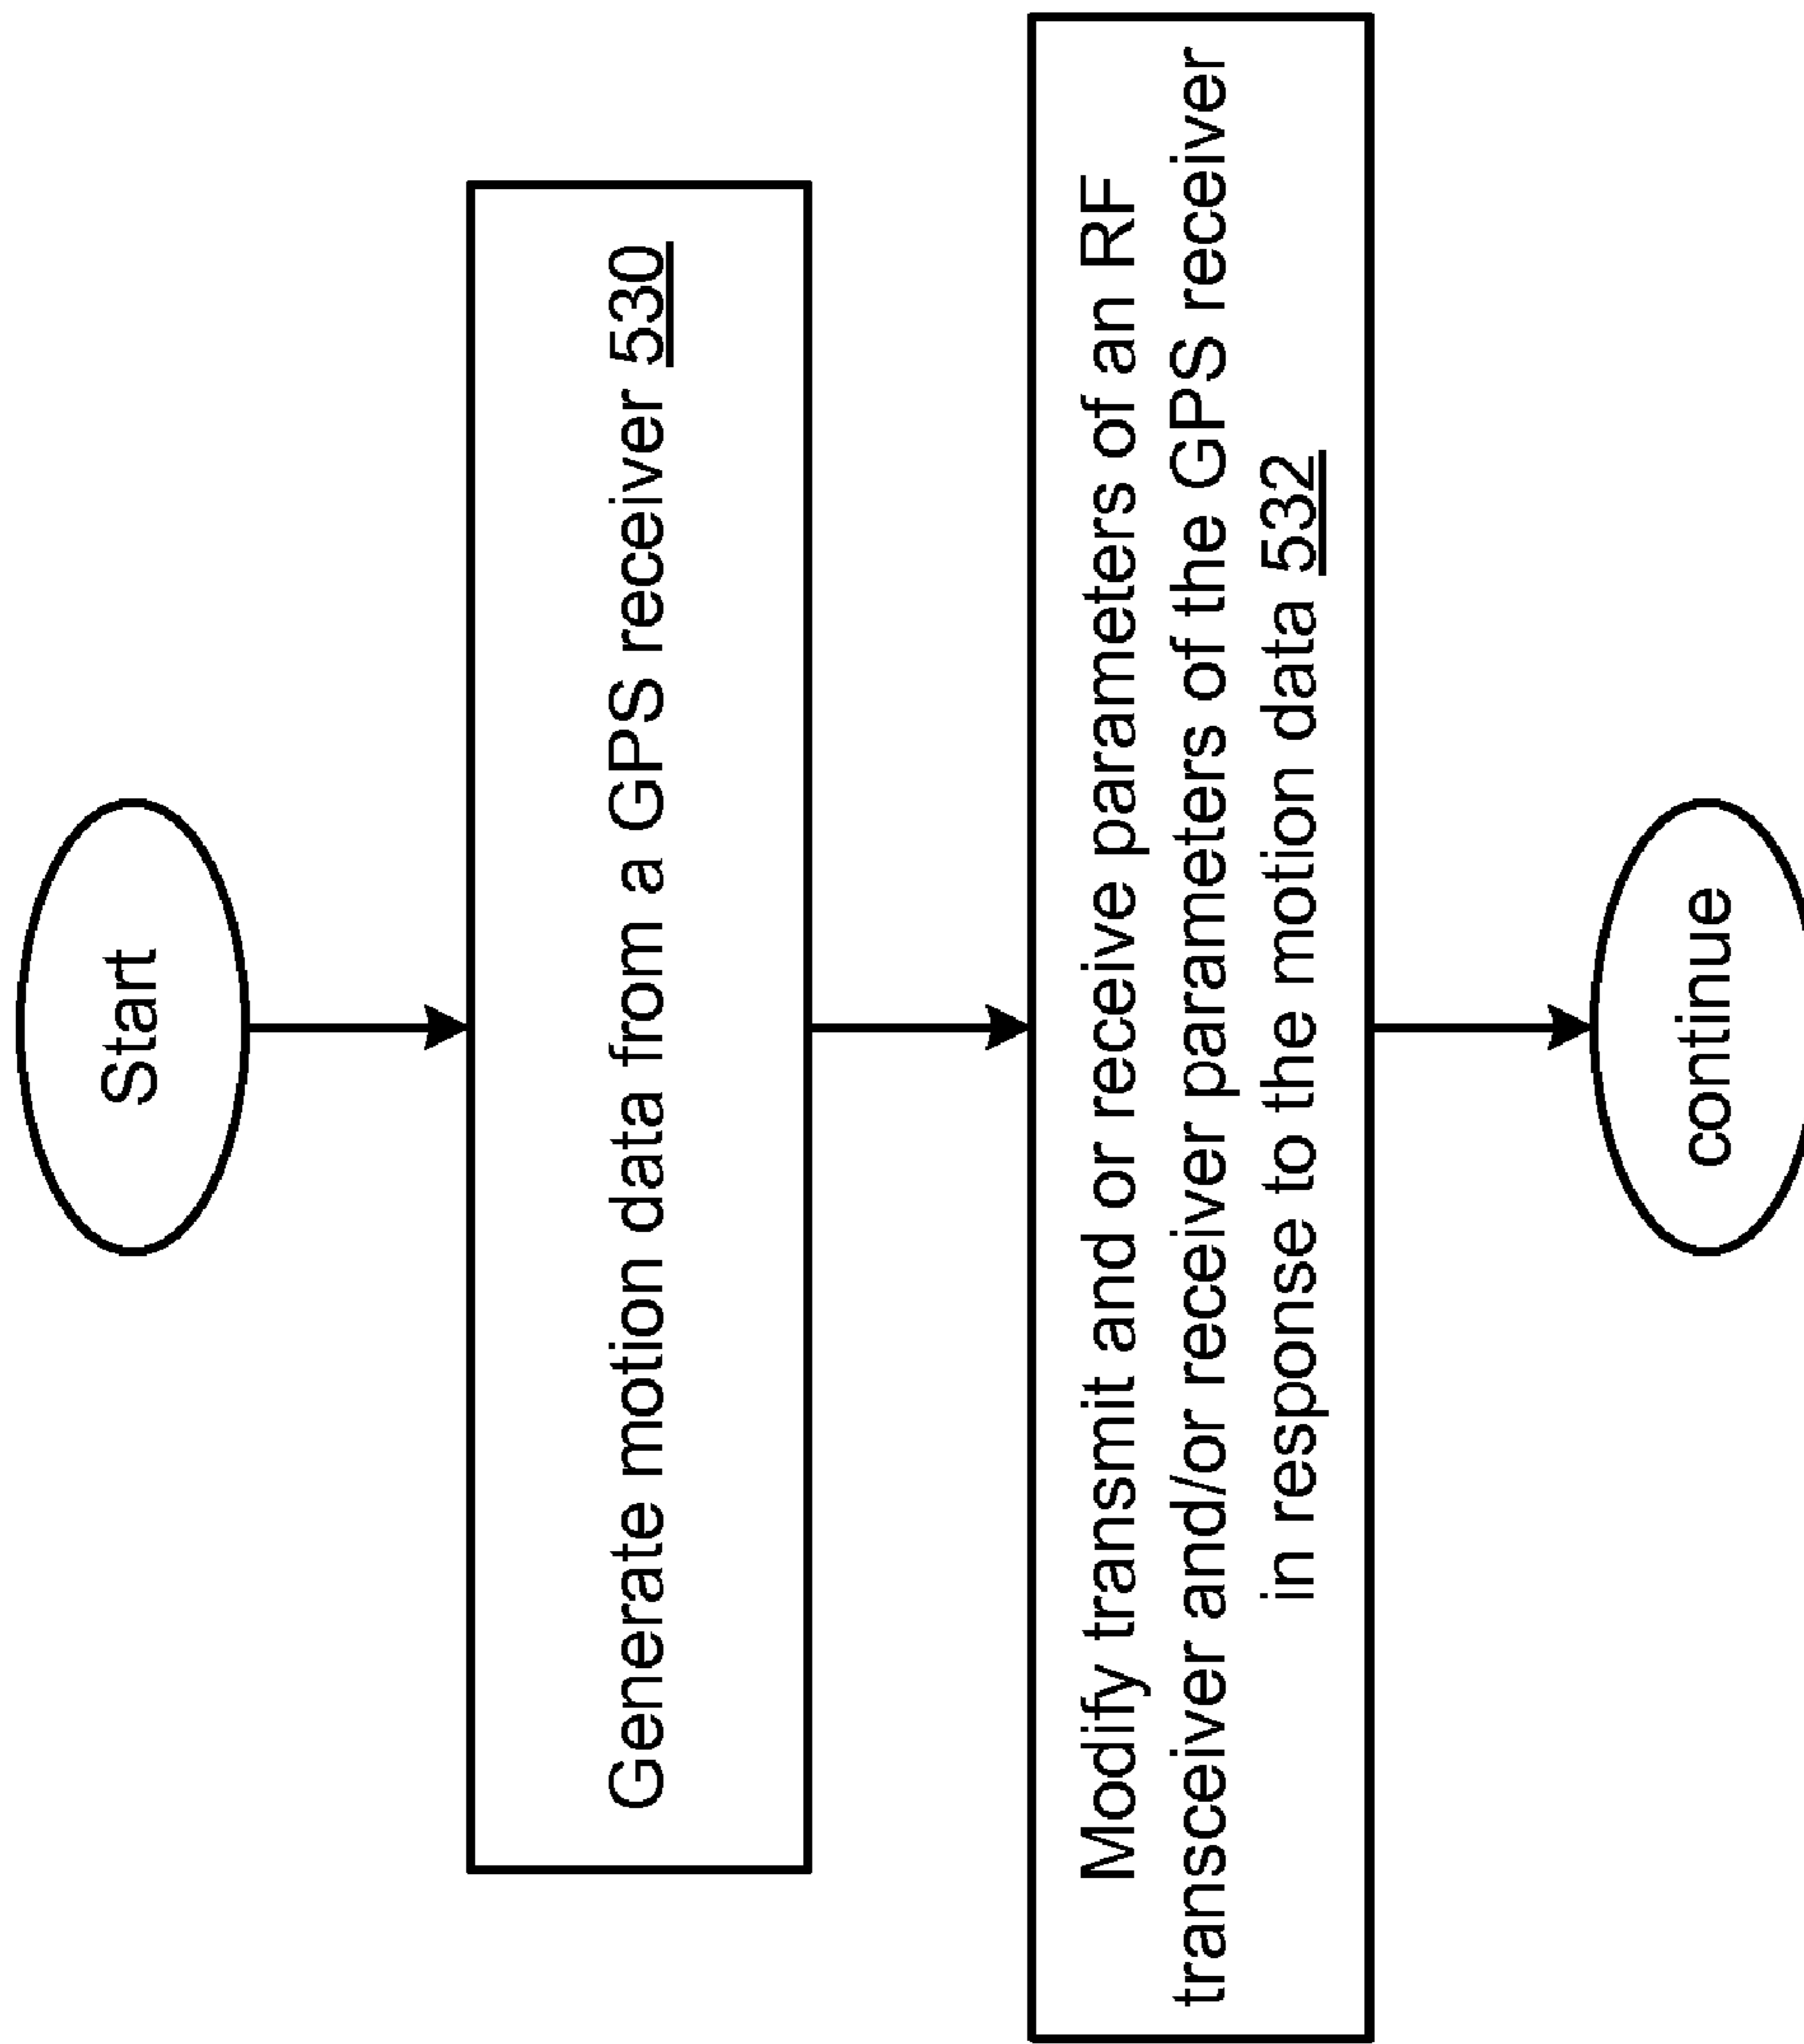 Start
Generate motion data from a GPS receiver 530
Modify transmit and or receive parameters of an RF
transceiver and/or receiver parameters of the GPS receiver
in response to the motion data 532
continue